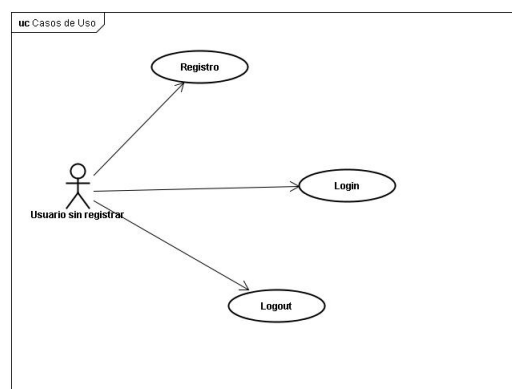 uc Casos de Uso
Registro
Login
Usuario sin registrar
Logout